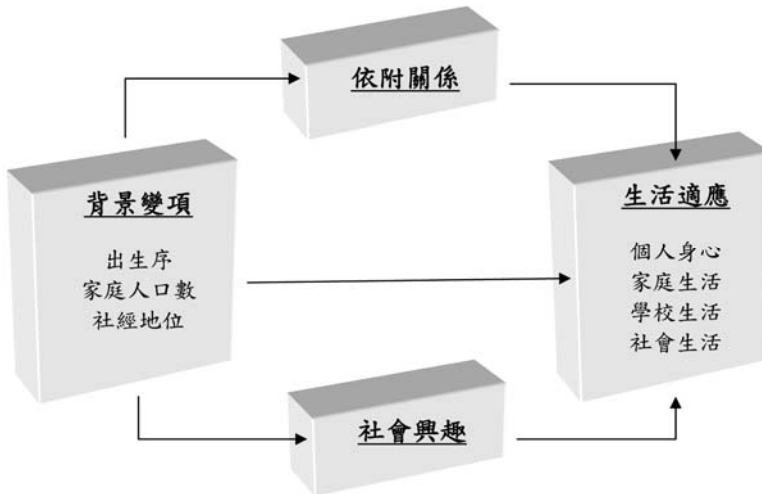 依附關係
背景變項
出生序
家庭人口數
社經地位
生活適應
個人身心
家庭生活
學校生活
社會生活
社會興趣